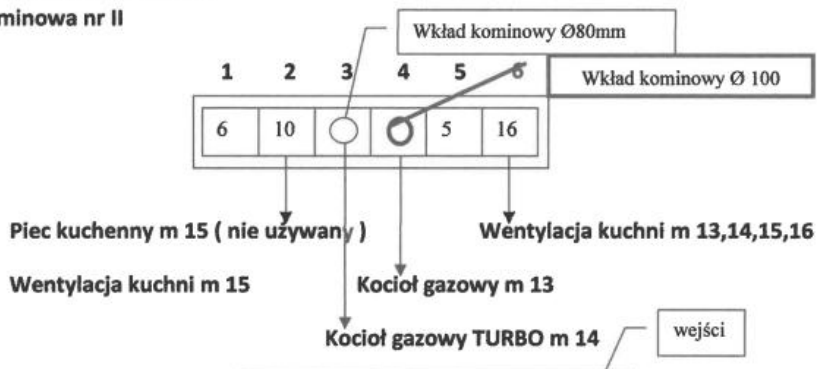 minowa nr II
Wkład kominowy Ø80mm
1 2 3 4 5 6
Wkład kominowy Ø 100
6 10 5 16
Piec kuchenny m 15 ( nie używany )
Wentylacja kuchni m 13,14,15,16
Wentylacja kuchni m 15
Kocioł gazowy m 13
Kocioł gazowy TURBO m 14
wejści